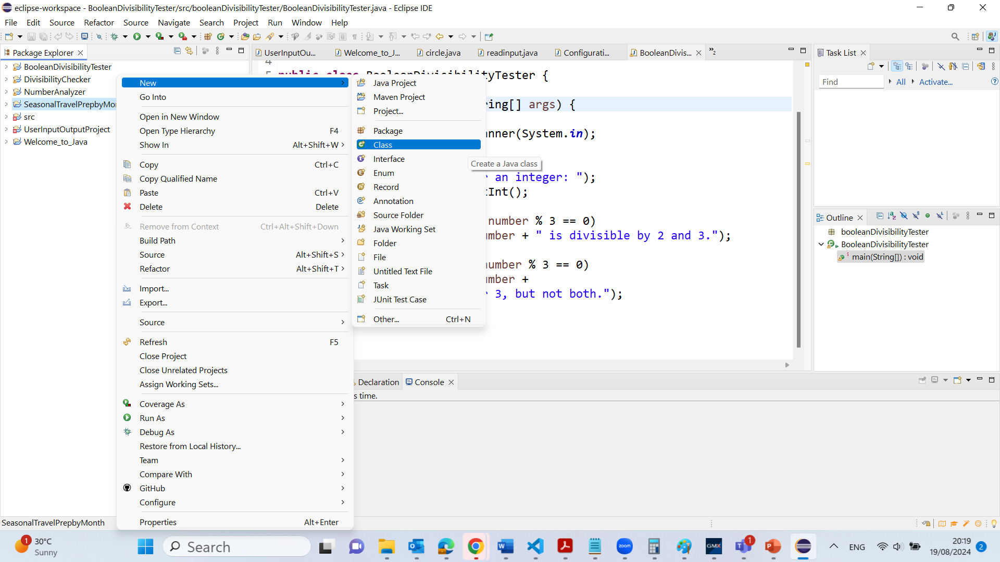 eclipse-workspace - BooleanDivisibilityTester/src/booleanDivisibilityTester/BooleanDivisibilityTester.java - Eclipse IDE
File Edit Source Refactor Source Navigate Search Project Run Window Help
Package Explorer
BooleanDivisibilityTester
DivisibilityChecker
NumberAnalyzer
SeasonalTravelPrepbyMon
src
UserInputOutputProject
Welcome_to_Java
New
Go Into
Open in New Window
Open Type Hierarchy F4
Show In Alt+Shift+W
Copy Ctrl+C
Copy Qualified Name
Paste Ctrl+V
Delete Delete
Remove from Context Ctrl+Alt+Shift+Down
Build Path
Source Alt+Shift+S
Refactor Alt+Shift+T
Import...
Export...
Source
Refresh F5
Close Project
Close Unrelated Projects
Assign Working Sets...
Coverage As
Run As
Debug As
Restore from Local History...
Team
Compare With
GitHub
Configure
Properties Alt+Enter
Java Project
Maven Project
Project...
Package
Class
Interface
Enum
Record
Annotation
Source Folder
Java Working Set
Folder
File
Untitled Text File
Task
JUnit Test Case
Other... Ctrl+N
Create a Java class
UserInputOu... Welcome_to_J... circle.java readinput.java Configurati... BooleanDivis... 2
4
public class BooleanDivisibilityTester {
ring[] args) {
anner(System.in);
an integer: ");
tInt();
number % 3 == 0)
umber + " is divisible by 2 and 3.");
number % 3 == 0)
umber +
r 3, but not both.");
Declaration Console
s time.
Task List
Find All Activate...
Outline
booleanDivisibilityTester
BooleanDivisibilityTester
main(String[]) : void
SeasonalTravelPrepbyMonth
1
30°C
Sunny
Search
zoom
GMX
1
ENG
20:19
19/08/2024
2